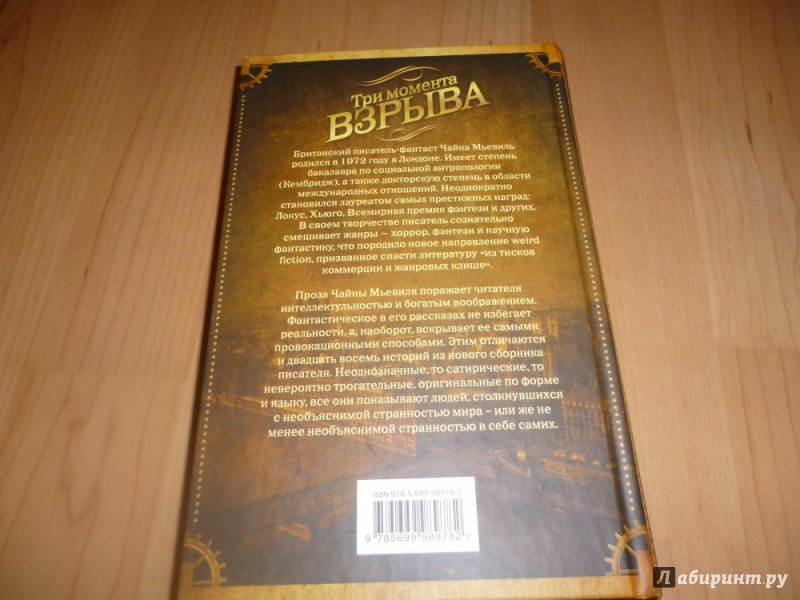 Три момента
ВЗРЫВА
Британский писатель-фантаст Чайна Мьевиль
родился в 1972 году в Лондоне. Имеет степень
бакалавра по социальной антропологии
(Кембридж), а также докторскую степень в области
международных отношений. Неоднократно
становился лауреатом самых престижных наград:
Локус, Хьюго, Всемирная премия фэнтези и других.
В своем творчестве писатель сознательно
смешивает жанры – хоррор, фэнтези и научную
фантастику, что породило новое направление weird
fiction, призванное спасти литературу «из тисков
коммерции и жанровых клише».
Проза Чайны Мьевиля поражает читателя
интеллектульностью и богатым воображением.
Фантастическое в его рассказах не избегает
реальности, а, наоборот, вскрывает ее самыми
провокационными способами. Этим отличаются
и двадцать восемь историй из нового сборника
писателя. Неоднозначные, то сатирические, то
невероятно трогательные, оригинальные по форме
и языку, все они показывают людей, столкнувшихся
с необъяснимой странностью мира – или же не
менее необъяснимой странностью в себе самих.
ISBN 978-5-699-98978-2
9 785699 989782 >
Лабиринт.ру